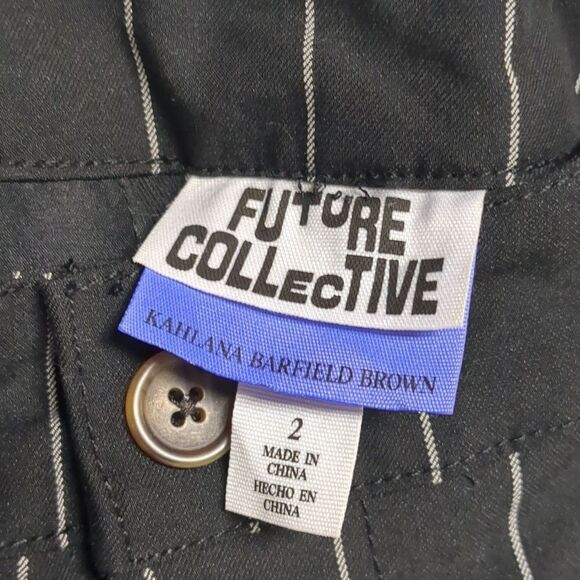 FUTURE
COLLECTIVE
KAHLANA BARFIELD BROWN
2
MADE IN
CHINA
HECHO EN
CHINA